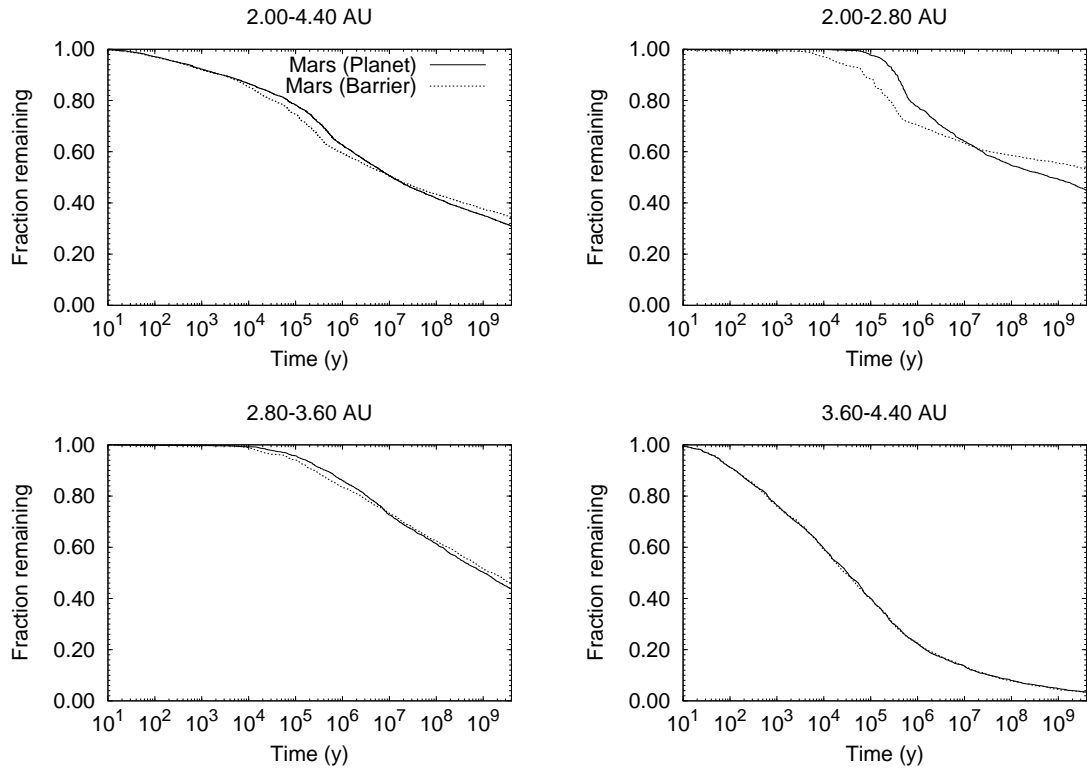 2.00-4.40 AU
Fraction remaining
1.00
0.80
0.60
0.40
0.20
0.00
Mars (Planet)
Mars (Barrier)
10^1 10^2 10^3 10^4 10^5 10^6 10^7 10^8 10^9
Time (y)
2.00-2.80 AU
Fraction remaining
1.00
0.80
0.60
0.40
0.20
0.00
10^1 10^2 10^3 10^4 10^5 10^6 10^7 10^8 10^9
Time (y)
2.80-3.60 AU
Fraction remaining
1.00
0.80
0.60
0.40
0.20
0.00
10^1 10^2 10^3 10^4 10^5 10^6 10^7 10^8 10^9
Time (y)
3.60-4.40 AU
Fraction remaining
1.00
0.80
0.60
0.40
0.20
0.00
10^1 10^2 10^3 10^4 10^5 10^6 10^7 10^8 10^9
Time (y)